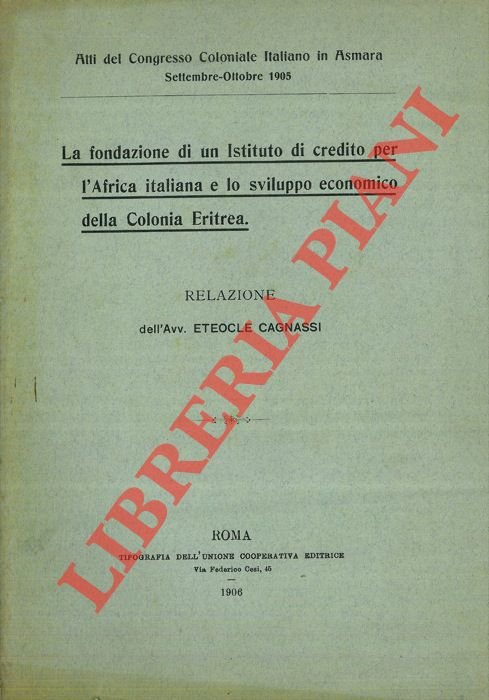 Atti del Congresso Coloniale Italiano in Asmara
Settembre-Ottobre 1905
La fondazione di un Istituto di credito per
l'Africa italiana e lo sviluppo economico
della Colonia Eritrea.
RELAZIONE
dell'Avv. ETEOCLE CAGNASSI
ROMA
TIPOGRAFIA DELL'UNIONE COOPERATIVA EDITRICE
Via Federico Cesi, 45
1906
LIBRERIA PIANI